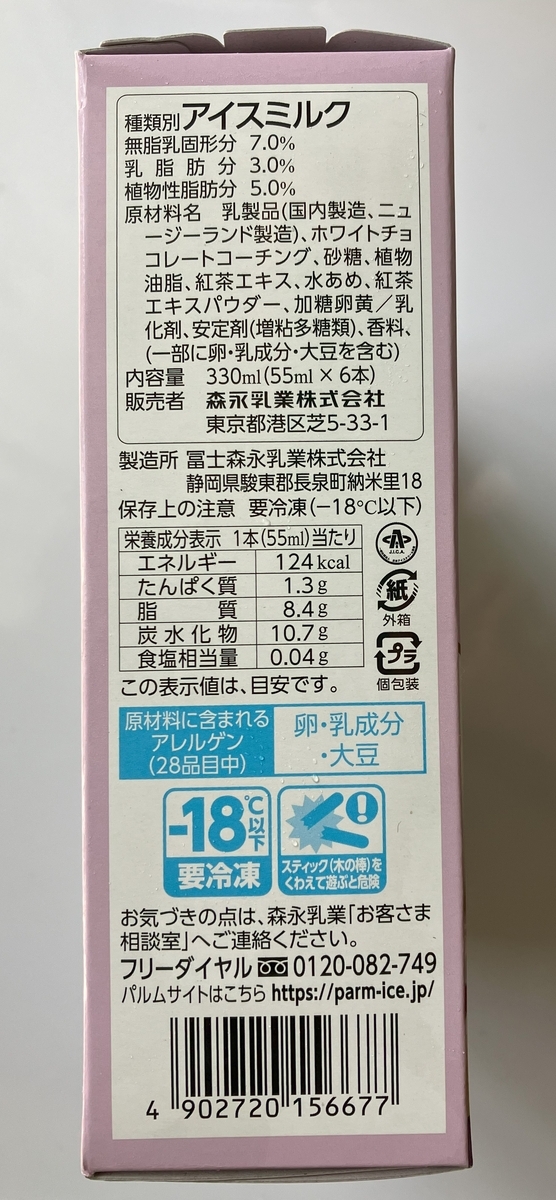 種類別アイスミルク
無脂乳固形分 7.0%
乳脂肪分 3.0%
植物性脂肪分 5.0%
原材料名 乳製品(国内製造、ニュ
ージーランド製造)、ホワイトチョ
コレートコーチング、砂糖、植物
油脂、紅茶エキス、水あめ、紅茶
エキスパウダー、加糖卵黄／乳
化剤、安定剤(増粘多糖類)、香料、
(一部に卵・乳成分・大豆を含む)
内容量 330ml(55ml×6本)
販売者 森永乳業株式会社
東京都港区芝5-33-1
製造所 冨士森永乳業株式会社
静岡県駿東郡長泉町納米里18
保存上の注意 要冷凍(−18℃以下)
栄養成分表示 1本(55ml)当たり
エネルギー 124kcal
たんぱく質 1.3g
脂質 8.4g
炭水化物 10.7g
食塩相当量 0.04g
この表示値は、目安です。
A
J.I.C.A.
紙
外箱
プラ
個包装
原材料に含まれる
アレルゲン
(28品目中)
卵・乳成分
・大豆
-18℃以下
要冷凍
スティック(木の棒)を
くわえて遊ぶと危険
お気づきの点は、森永乳業「お客さま
相談室」へご連絡ください。
フリーダイヤル 0120-082-749
パルムサイトはこちら https://parm-ice.jp/
4 902720 156677